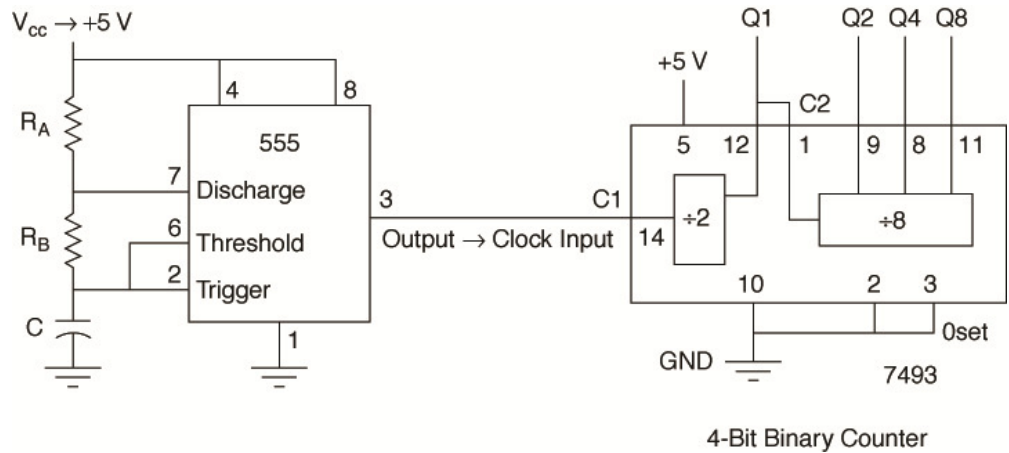 Vcc → +5 V
Q1 Q2 Q4 Q8
+5 V
4 8
C2
RA
555
5 12 1 9 8 11
7 Discharge
3
C1
÷2
÷8
RB
6 Threshold
Output → Clock Input
14
2 Trigger
10 2 3
C
1
0set
GND
7493
4-Bit Binary Counter